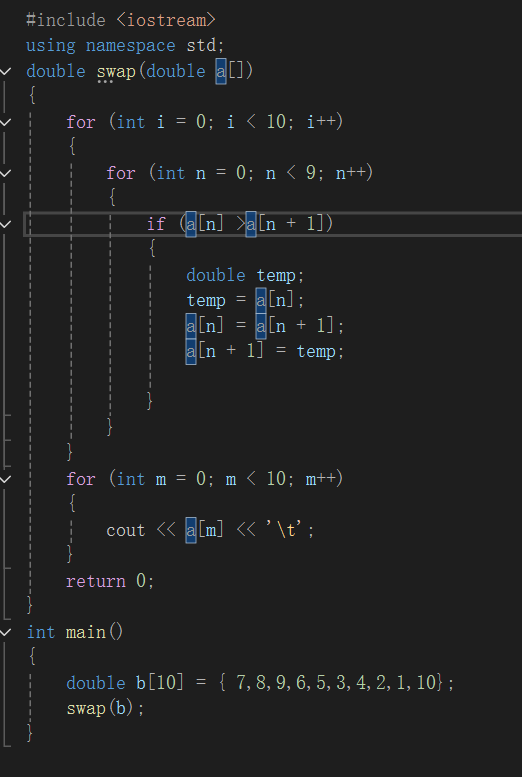 #include <iostream>
using namespace std;
double swap(double a[])
{
    for (int i = 0; i < 10; i++)
    {
        for (int n = 0; n < 9; n++)
        {
            if (a[n] >a[n + 1])
            {
                double temp;
                temp = a[n];
                a[n] = a[n + 1];
                a[n + 1] = temp;
            }
        }
    }
    for (int m = 0; m < 10; m++)
    {
        cout << a[m] << '\t';
    }
    return 0;
}
int main()
{
    double b[10] = { 7,8,9,6,5,3,4,2,1,10};
    swap(b);
}